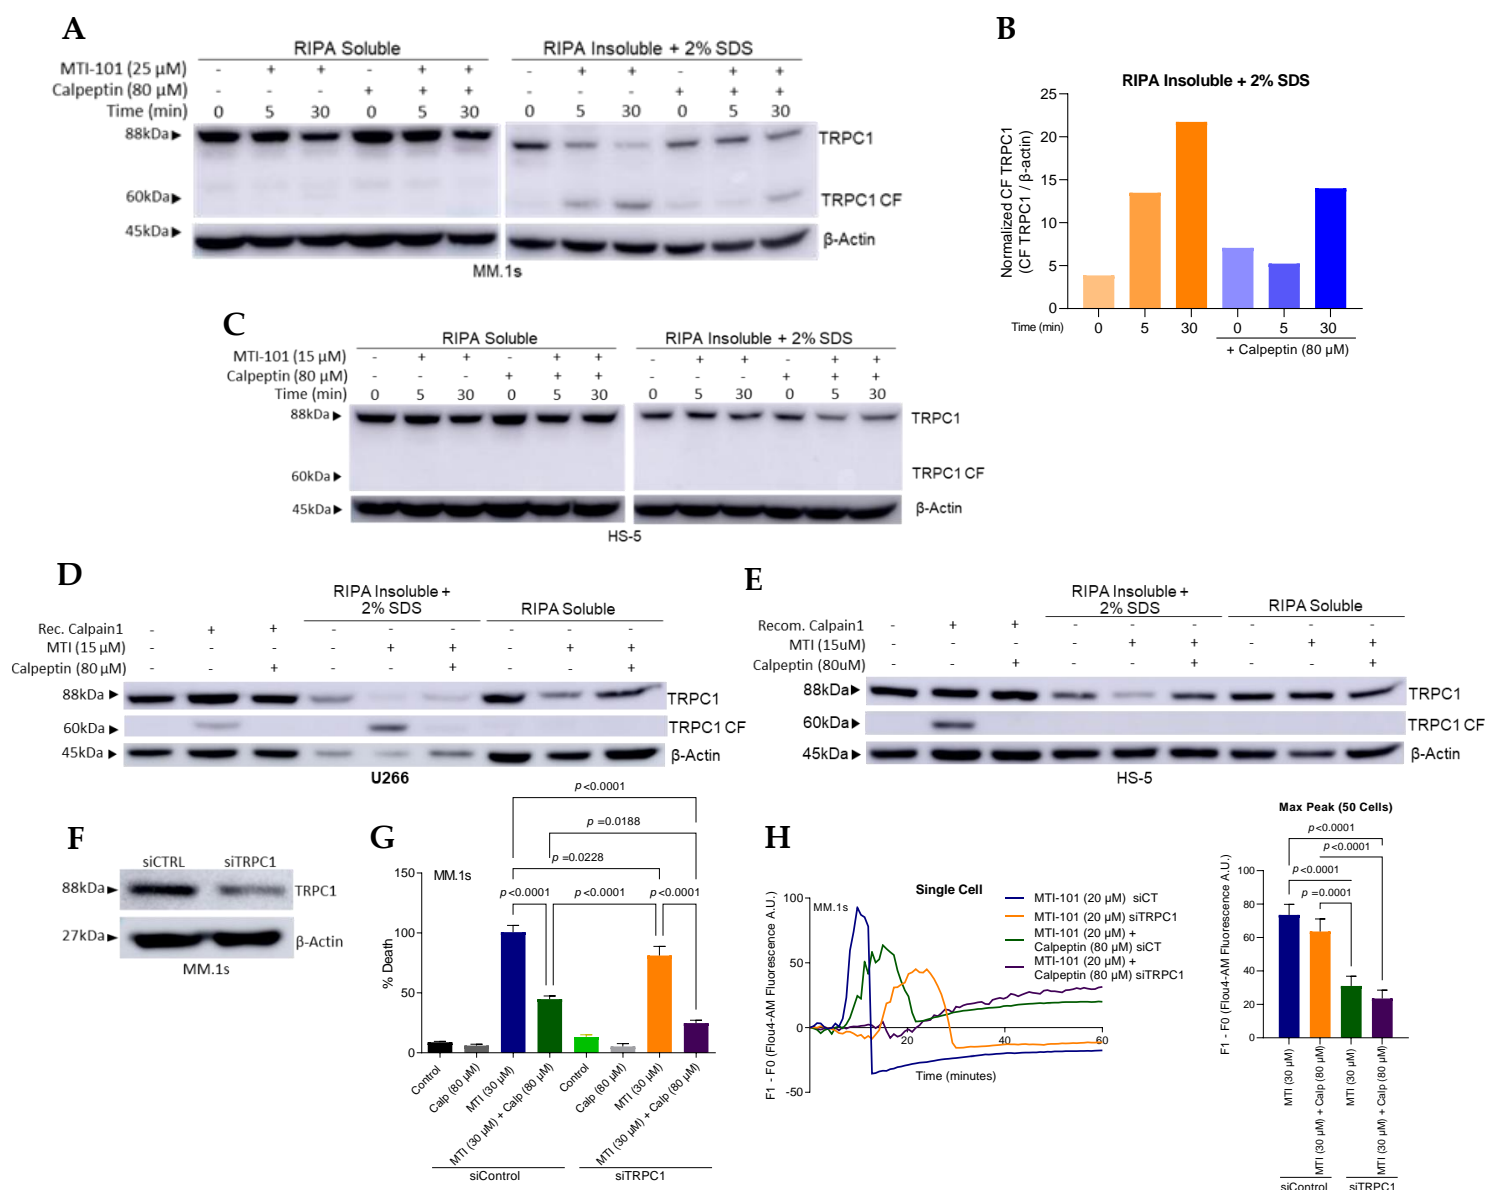 A
RIPA Soluble
RIPA Insoluble + 2% SDS
MTI-101 (25 µM) - + + - + + - + + - + +
Calpeptin (80 µM) - - - + + + - - - + + +
Time (min) 0 5 30 0 5 30 0 5 30 0 5 30
88kDa TRPC1
60kDa TRPC1 CF
45kDa β-Actin
MM.1s
B
RIPA Insoluble + 2% SDS
Normalized CF TRPC1
(CF TRPC1 / β-actin)
25
20
15
10
5
0
Time (min) 0 5 30 0 5 30
+ Calpeptin (80 µM)
C
RIPA Soluble
RIPA Insoluble + 2% SDS
MTI-101 (15 µM) - + + - + + - + + - + +
Calpeptin (80 µM) - - - + + + - - - + + +
Time (min) 0 5 30 0 5 30 0 5 30 0 5 30
88kDa TRPC1
60kDa TRPC1 CF
45kDa β-Actin
HS-5
D
RIPA Insoluble +
2% SDS
RIPA Soluble
Rec. Calpain1 - + + - - - - - -
MTI (15 µM) - - - - + + - + +
Calpeptin (80 µM) - - + - - + - - +
88kDa TRPC1
60kDa TRPC1 CF
45kDa β-Actin
U266
E
RIPA Insoluble +
2% SDS
RIPA Soluble
Recom. Calpain1 - + + - - - - - -
MTI (15uM) - - - - + + - + +
Calpeptin (80uM) - - + - - + - - +
88kDa TRPC1
60kDa TRPC1 CF
45kDa β-Actin
HS-5
F
siCTRL siTRPC1
88kDa TRPC1
27kDa β-Actin
MM.1s
G
p <0.0001
p =0.0188
p =0.0228
p <0.0001 p <0.0001 p <0.0001
MM.1s
% Death
150
100
50
0
Control
Calp (80 µM)
MTI (30 µM)
MTI (30 µM) + Calp (80 µM)
Control
Calp (80 µM)
MTI (30 µM)
MTI (30 µM) + Calp (80 µM)
siControl
siTRPC1
H
Single Cell
MM.1s
F1 - F0 (Flou4-AM Fluorescence A.U.)
100
50
0
-50
20 40 60
Time (minutes)
MTI-101 (20 µM) siCT
MTI-101 (20 µM) siTRPC1
MTI-101 (20 µM) +
Calpeptin (80 µM) siCT
MTI-101 (20 µM) +
Calpeptin (80 µM) siTRPC1
Max Peak (50 Cells)
p<0.0001
p<0.0001
p<0.0001
p =0.0001
F1 - F0 (Flou4-AM Fluorescence A.U.)
100
80
60
40
20
0
MTI (30 µM)
MTI (30 µM) + Calp (80 µM)
MTI (30 µM)
MTI (30 µM) + Calp (80 µM)
siControl
siTRPC1